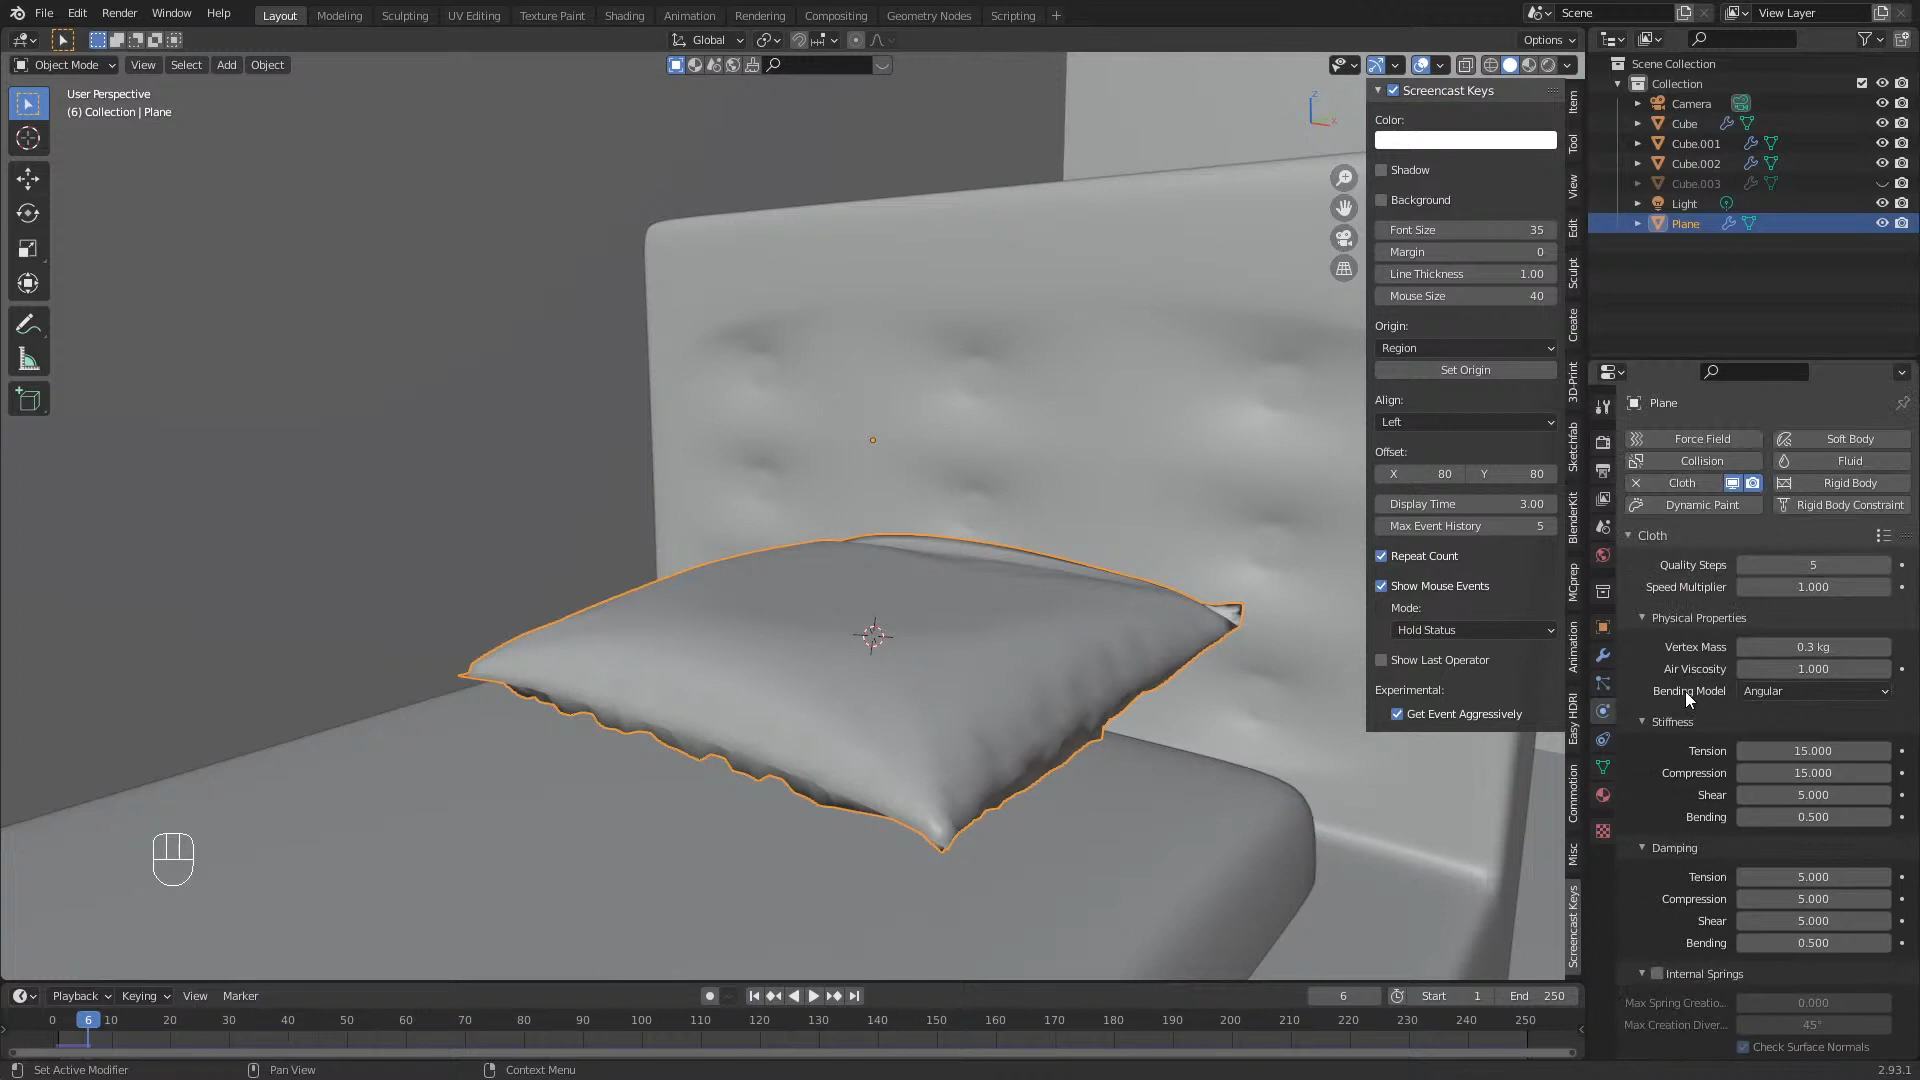 File Edit Render Window Help
Layout Modeling Sculpting UV Editing Texture Paint Shading Animation Rendering Compositing Geometry Nodes Scripting +
Scene
View Layer
Global
Options
Object Mode View Select Add Object
User Perspective
(6) Collection | Plane
Z
X
Screencast Keys
Color:
Shadow
Background
Font Size 35
Margin 0
Line Thickness 1.00
Mouse Size 40
Origin:
Region
Set Origin
Align:
Left
Offset:
X 80 Y 80
Display Time 3.00
Max Event History 5
Repeat Count
Show Mouse Events
Mode:
Hold Status
Show Last Operator
Experimental:
Get Event Aggressively
Item
Tool
View
Edit
Sculpt
Create
3D-Print
Sketchfab
BlenderKit
MCprep
Animation
Easy HDRI
Commotion
Misc
Screencast Keys
Scene Collection
Collection
Camera
Cube
Cube.001
Cube.002
Cube.003
Light
Plane
Plane
Force Field Soft Body
Collision Fluid
Cloth Rigid Body
Dynamic Paint Rigid Body Constraint
Cloth
Quality Steps 5
Speed Multiplier 1.000
Physical Properties
Vertex Mass 0.3 kg
Air Viscosity 1.000
Bending Model Angular
Stiffness
Tension 15.000
Compression 15.000
Shear 5.000
Bending 0.500
Damping
Tension 5.000
Compression 5.000
Shear 5.000
Bending 0.500
Internal Springs
Max Spring Creatio... 0.000
Max Creation Diver... 45°
Check Surface Normals
Playback Keying View Marker
6
Start 1 End 250
0 6 10 20 30 40 50 60 70 80 90 100 110 120 130 140 150 160 170 180 190 200 210 220 230 240 250
Set Active Modifier Pan View Context Menu
2.93.1